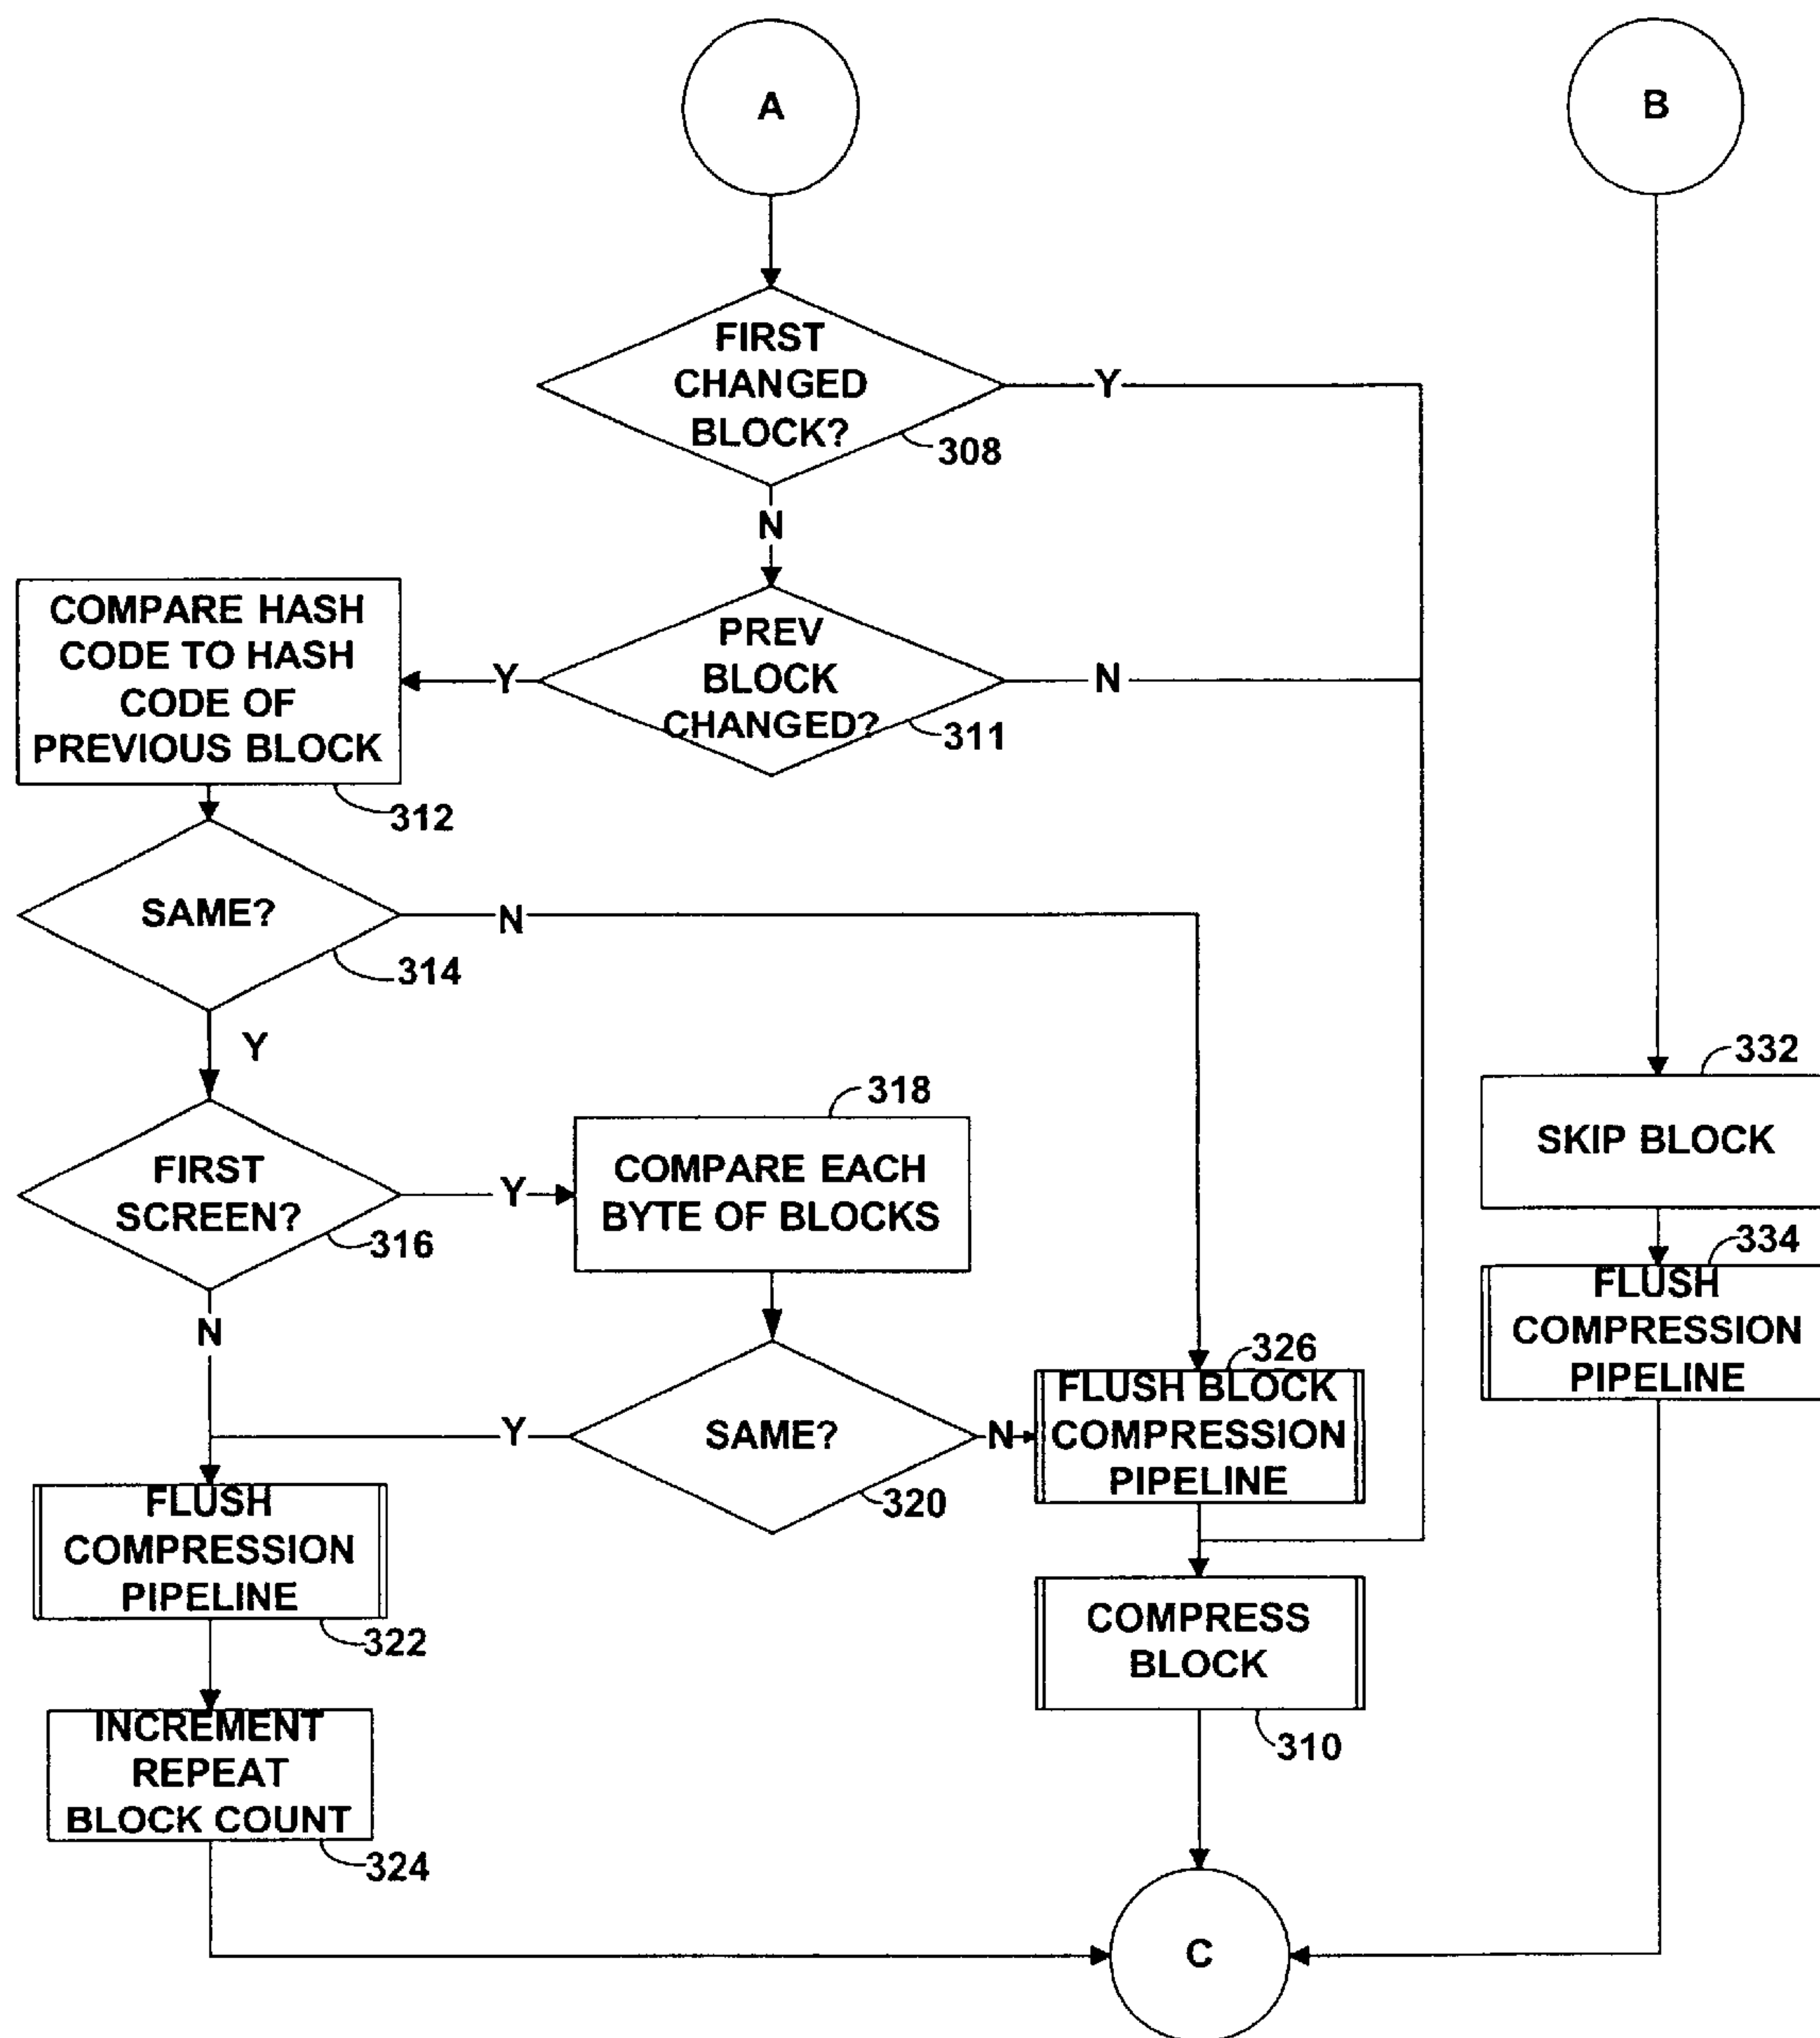 A
B
FIRST
CHANGED
BLOCK?
Y
308
N
COMPARE HASH
CODE TO HASH
CODE OF
PREVIOUS BLOCK
312
Y
PREV
BLOCK
CHANGED?
N
311
SAME?
N
314
Y
FIRST
SCREEN?
316
Y
318
COMPARE EACH
BYTE OF BLOCKS
332
SKIP BLOCK
334
FLUSH
COMPRESSION
PIPELINE
N
Y
SAME?
N
320
326
FLUSH BLOCK
COMPRESSION
PIPELINE
FLUSH
COMPRESSION
PIPELINE
322
COMPRESS
BLOCK
310
INCREMENT
REPEAT
BLOCK COUNT
324
C